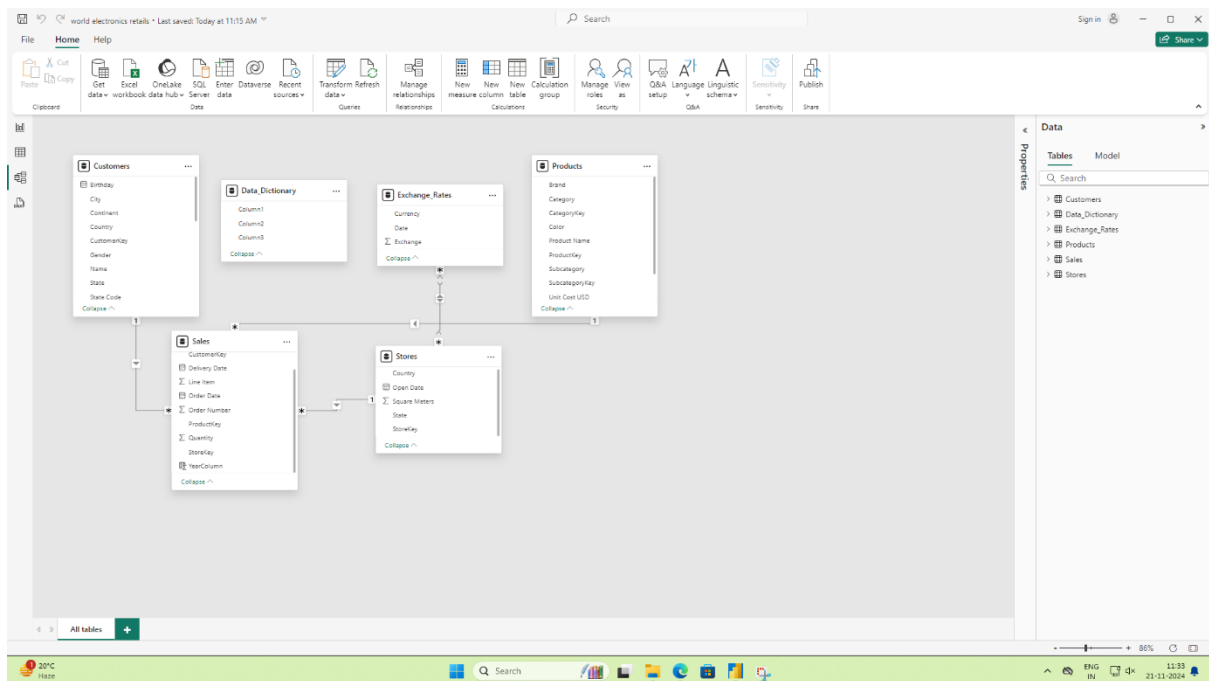 world electronics retails • Last saved: Today at 11:15 AM
Search
Sign in
File Home Help
Share
Paste
Cut
Copy
Clipboard
Get data
Excel workbook
OneLake data hub
SQL Server
Enter data
Dataverse
Recent sources
Data
Transform data
Refresh
Queries
Manage relationships
Relationships
New measure
New column
New table
Calculation group
Calculations
Manage roles
View as
Security
Q&A setup
Language
Linguistic schema
Q&A
Sensitivity
Sensitivity
Publish
Share
Customers
Birthday
City
Continent
Country
CustomerKey
Gender
Name
State
State Code
Collapse
Data_Dictionary
Column1
Column2
Column3
Collapse
Exchange_Rates
Currency
Date
Σ Exchange
Collapse
Products
Brand
Category
CategoryKey
Color
Product Name
ProductKey
Subcategory
SubcategoryKey
Unit Cost USD
Collapse
1
*
1
*
*
*
1
*
Sales
CustomerKey
Delivery Date
Σ Line Item
Order Date
Σ Order Number
ProductKey
Σ Quantity
StoreKey
YearColumn
Collapse
Stores
Country
Open Date
Σ Square Meters
State
StoreKey
Collapse
Properties
Data
Tables Model
Search
Customers
Data_Dictionary
Exchange_Rates
Products
Sales
Stores
All tables
+
- + 86%
1
20°C
Haze
Search
ENG
IN
11:33
21-11-2024